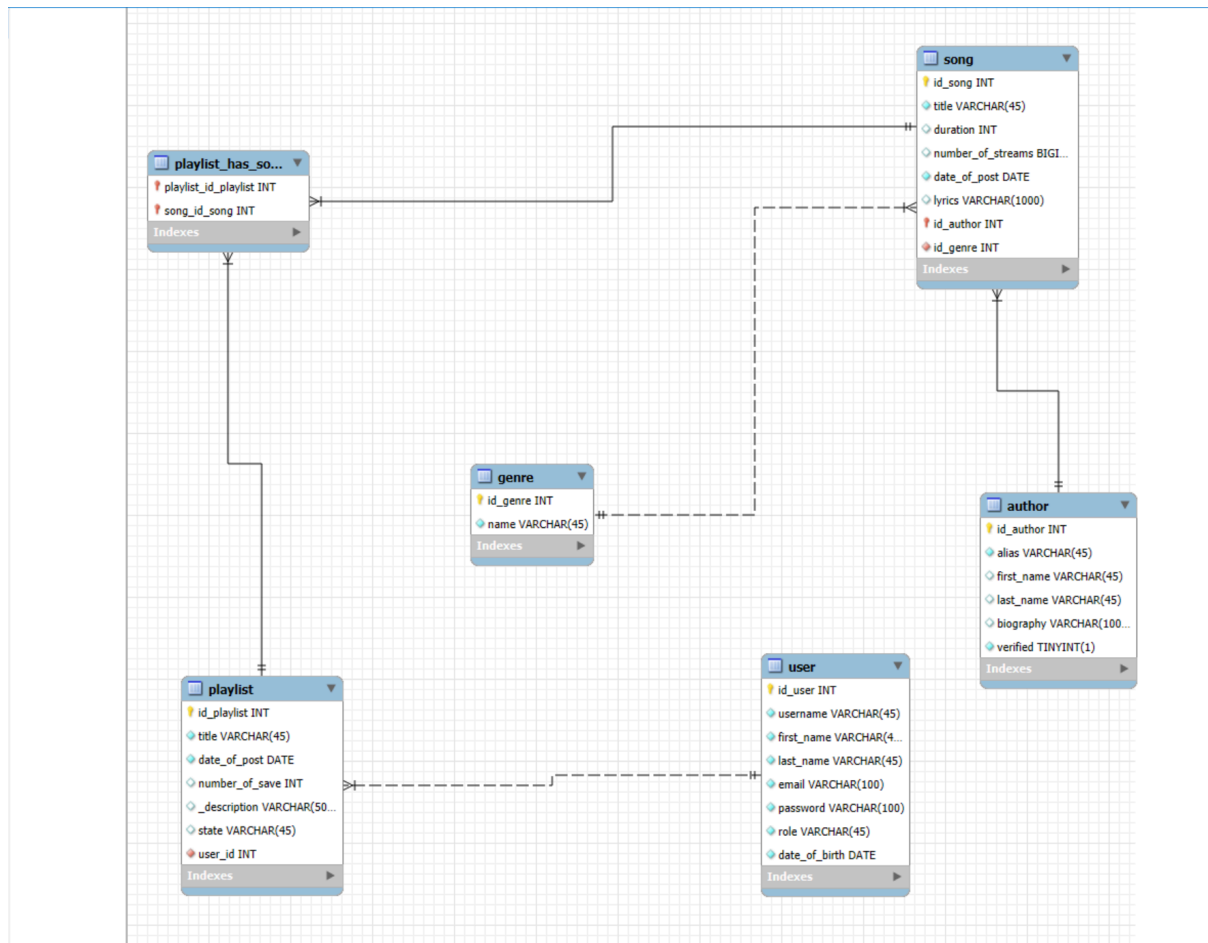 song
id_song INT
title VARCHAR(45)
duration INT
number_of_streams BIGI...
date_of_post DATE
lyrics VARCHAR(1000)
id_author INT
id_genre INT
Indexes
playlist_has_so...
playlist_id_playlist INT
song_id_song INT
Indexes
genre
id_genre INT
name VARCHAR(45)
Indexes
author
id_author INT
alias VARCHAR(45)
first_name VARCHAR(45)
last_name VARCHAR(45)
biography VARCHAR(100...
verified TINYINT(1)
Indexes
playlist
id_playlist INT
title VARCHAR(45)
date_of_post DATE
number_of_save INT
_description VARCHAR(50...
state VARCHAR(45)
user_id INT
Indexes
user
id_user INT
username VARCHAR(45)
first_name VARCHAR(4...
last_name VARCHAR(45)
email VARCHAR(100)
password VARCHAR(100)
role VARCHAR(45)
date_of_birth DATE
Indexes